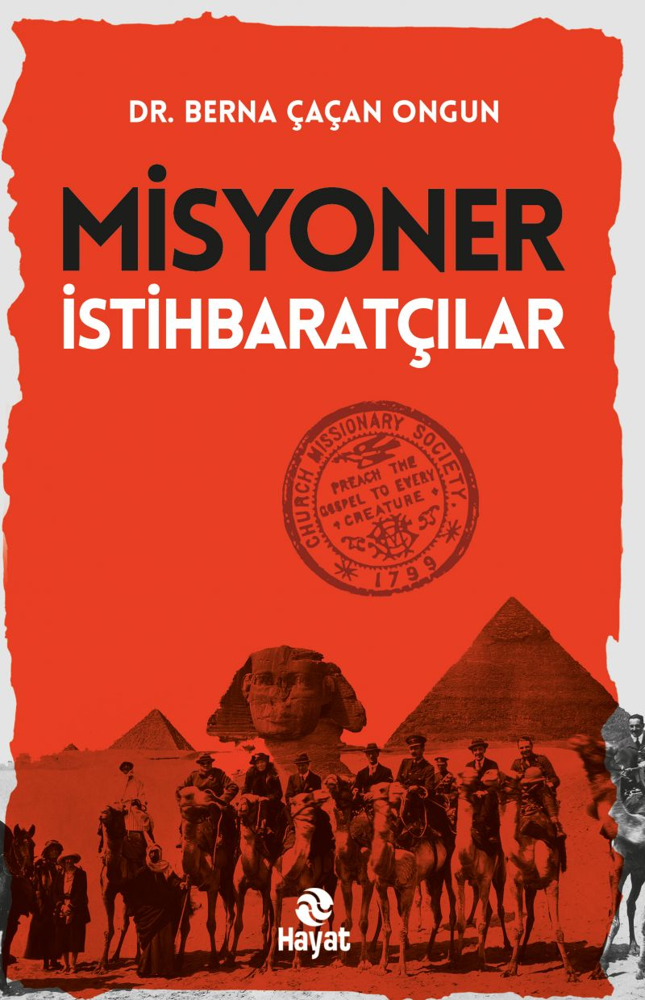 DR. BERNA ÇAÇAN ONGUN
MİSYONER
İSTİHBARATÇILAR
CHURCH MISSIONARY SOCIETY.
PREACH THE
GOSPEL TO EVERY
CREATURE
1799
Hayat